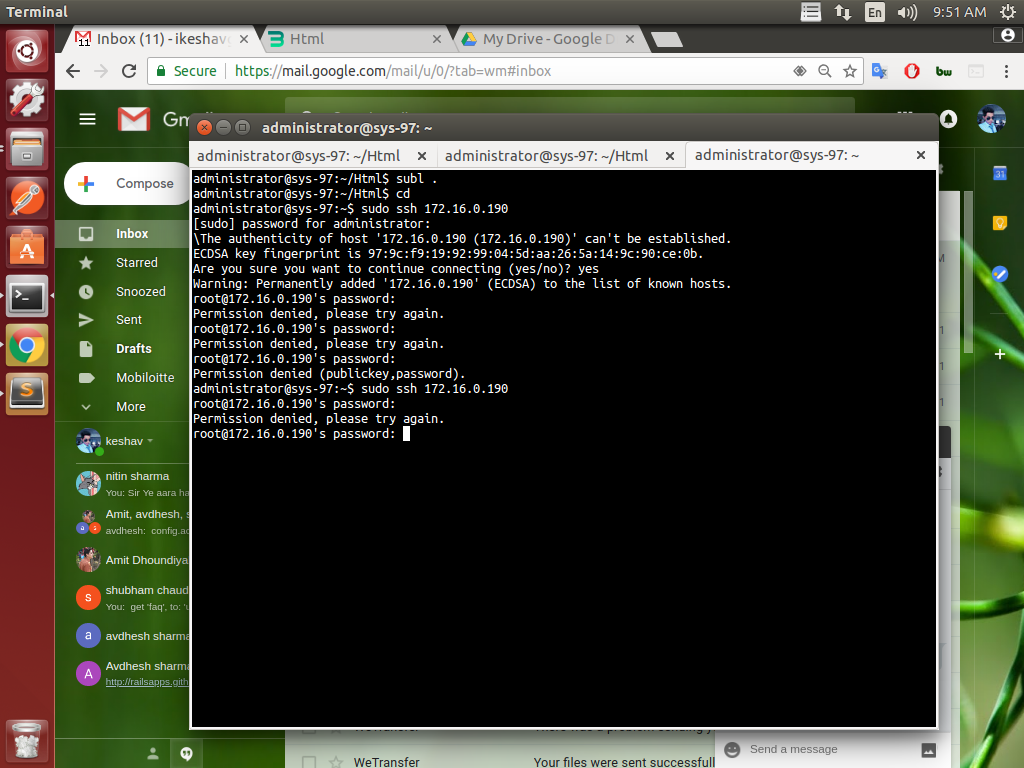 Terminal
En
9:51 AM
11
Inbox (11) - ikeshav
Html
My Drive - Google D
Secure
https://mail.google.com/mail/u/0/?tab=wm#inbox
bw
Compose
Inbox
Starred
Snoozed
Sent
Drafts
Mobiloitte
More
keshav
nitin sharma
You: Sir Ye aara ha
Amit, avdhesh, s
avdhesh: config.ac
Amit Dhoundiya
s
shubham chaud
You: get 'faq', to: 'u
a
avdhesh sharma
A
Avdhesh sharma
http://railsapps.gith
31
administrator@sys-97: ~
administrator@sys-97: ~/Html
administrator@sys-97: ~/Html
administrator@sys-97: ~
administrator@sys-97:~/Html$ subl .
administrator@sys-97:~/Html$ cd
administrator@sys-97:~$ sudo ssh 172.16.0.190
[sudo] password for administrator:
\The authenticity of host '172.16.0.190 (172.16.0.190)' can't be established.
ECDSA key fingerprint is 97:9c:f9:19:92:99:04:5d:aa:26:5a:14:9c:90:ce:0b.
Are you sure you want to continue connecting (yes/no)? yes
Warning: Permanently added '172.16.0.190' (ECDSA) to the list of known hosts.
root@172.16.0.190's password:
Permission denied, please try again.
root@172.16.0.190's password:
Permission denied, please try again.
root@172.16.0.190's password:
Permission denied (publickey,password).
administrator@sys-97:~$ sudo ssh 172.16.0.190
root@172.16.0.190's password:
Permission denied, please try again.
root@172.16.0.190's password:
WeTransfer
Your files were sent successfull
Send a message